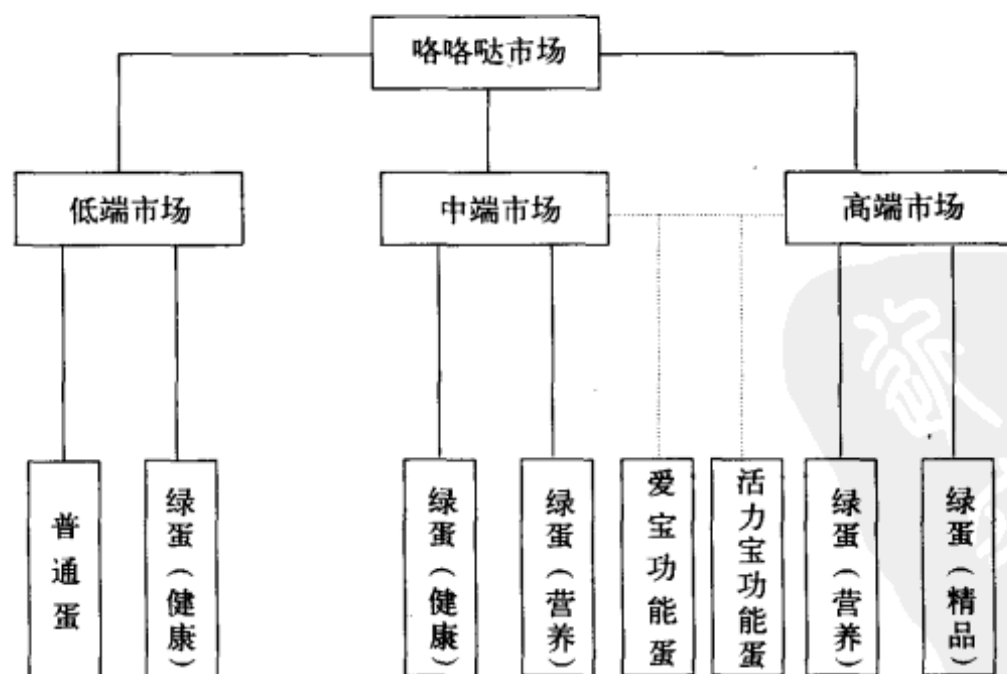 咯咯哒市场
低端市场
中端市场
高端市场
普通蛋
绿蛋(健康)
绿蛋(健康)
绿蛋(营养)
爱宝功能蛋
活力宝功能蛋
绿蛋(营养)
绿蛋(精品)